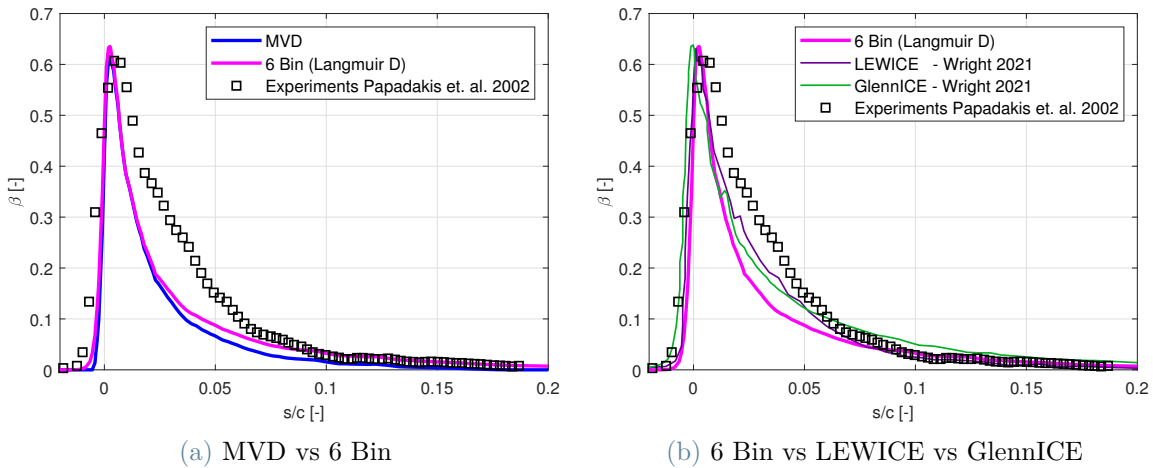 0.7
0.6
0.5
0.4
0.3
0.2
0.1
0
β [-]
0
0.05
0.1
0.15
0.2
s/c [-]
MVD
6 Bin (Langmuir D)
Experiments Papadakis et. al. 2002
(a) MVD vs 6 Bin
0.7
0.6
0.5
0.4
0.3
0.2
0.1
0
β [-]
0
0.05
0.1
0.15
0.2
s/c [-]
6 Bin (Langmuir D)
LEWICE - Wright 2021
GlennICE - Wright 2021
Experiments Papadakis et. al. 2002
(b) 6 Bin vs LEWICE vs GlennICE